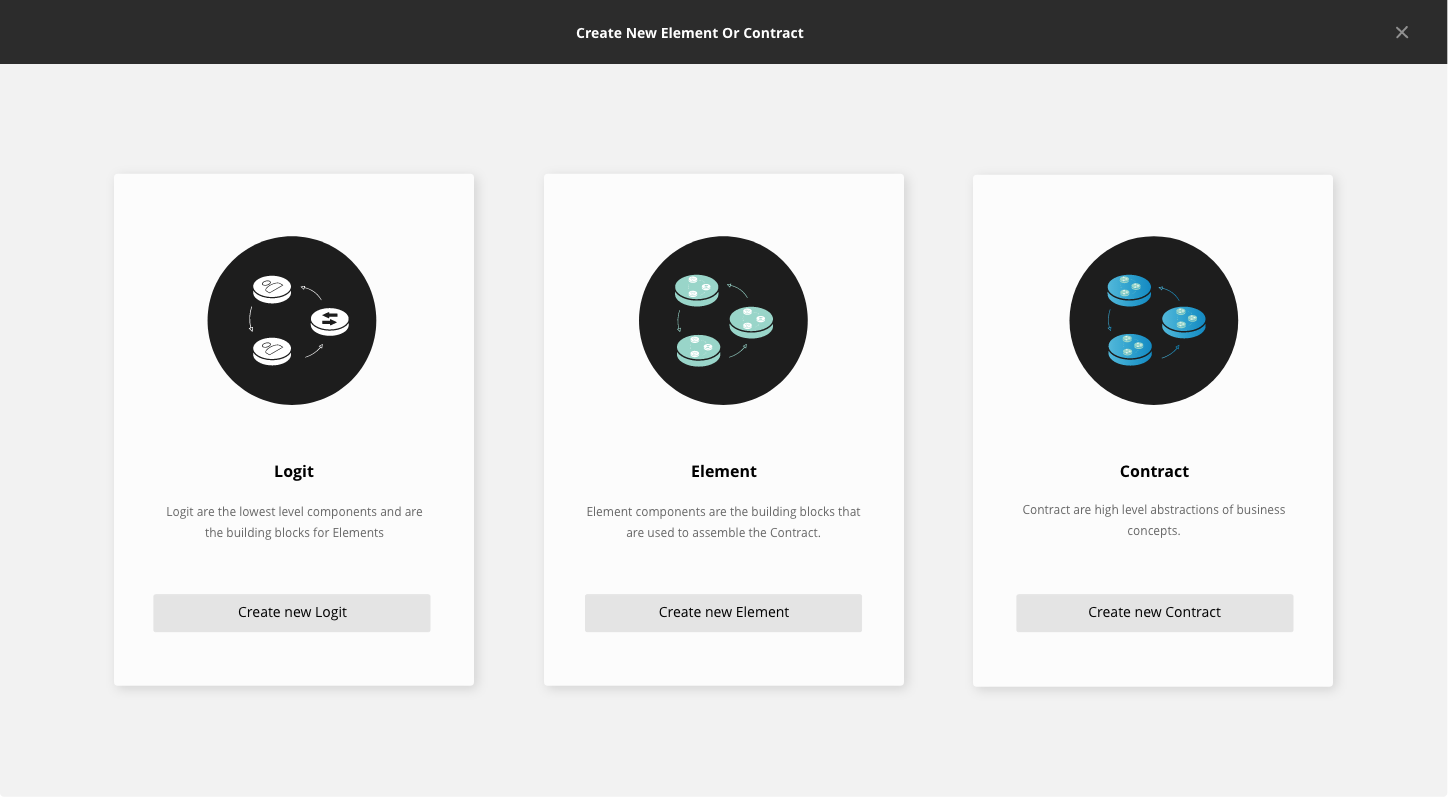 Create New Element Or Contract
Logit
Logit are the lowest level components and are
the building blocks for Elements
Create new Logit
Element
Element components are the building blocks that
are used to assemble the Contract.
Create new Element
Contract
Contract are high level abstractions of business
concepts.
Create new Contract